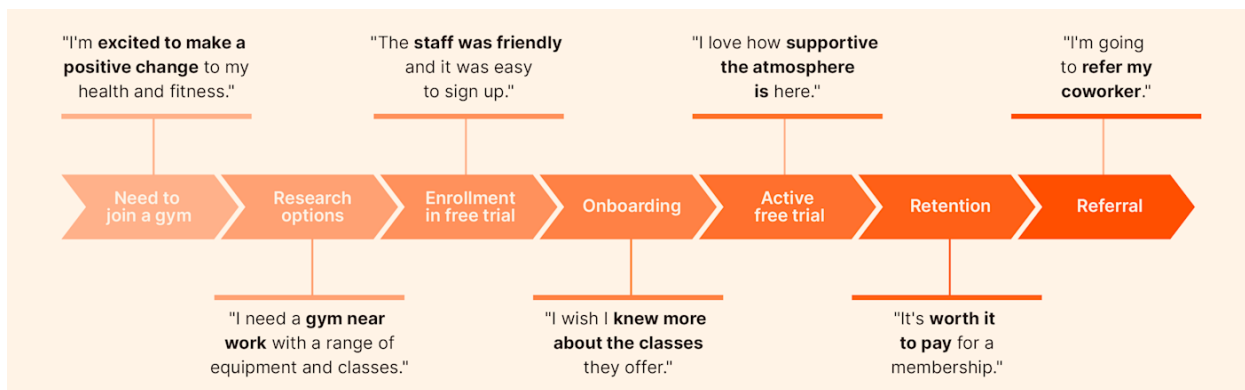 "I'm excited to make a
positive change to my
health and fitness."
"The staff was friendly
and it was easy
to sign up."
"I love how supportive
the atmosphere
is here."
"I'm going
to refer my
coworker."
Need to
join a gym
Research
options
Enrollment
in free trial
Onboarding
Active
free trial
Retention
Referral
"I need a gym near
work with a range of
equipment and classes."
"I wish I knew more
about the classes
they offer."
"It's worth it
to pay for a
membership."